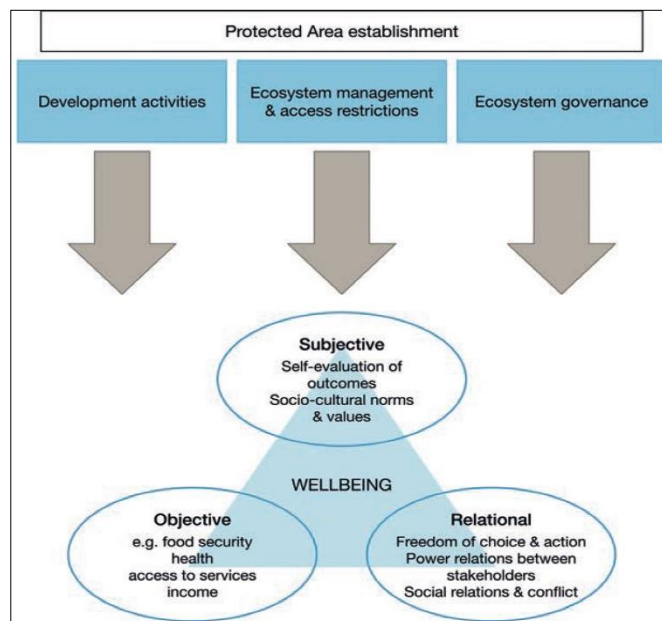 Protected Area establishment
Development activities
Ecosystem management
& access restrictions
Ecosystem governance
Subjective
Self-evaluation of
outcomes
Socio-cultural norms
& values
WELLBEING
Objective
e.g. food security
health
access to services
income
Relational
Freedom of choice & action
Power relations between
stakeholders
Social relations & conflict